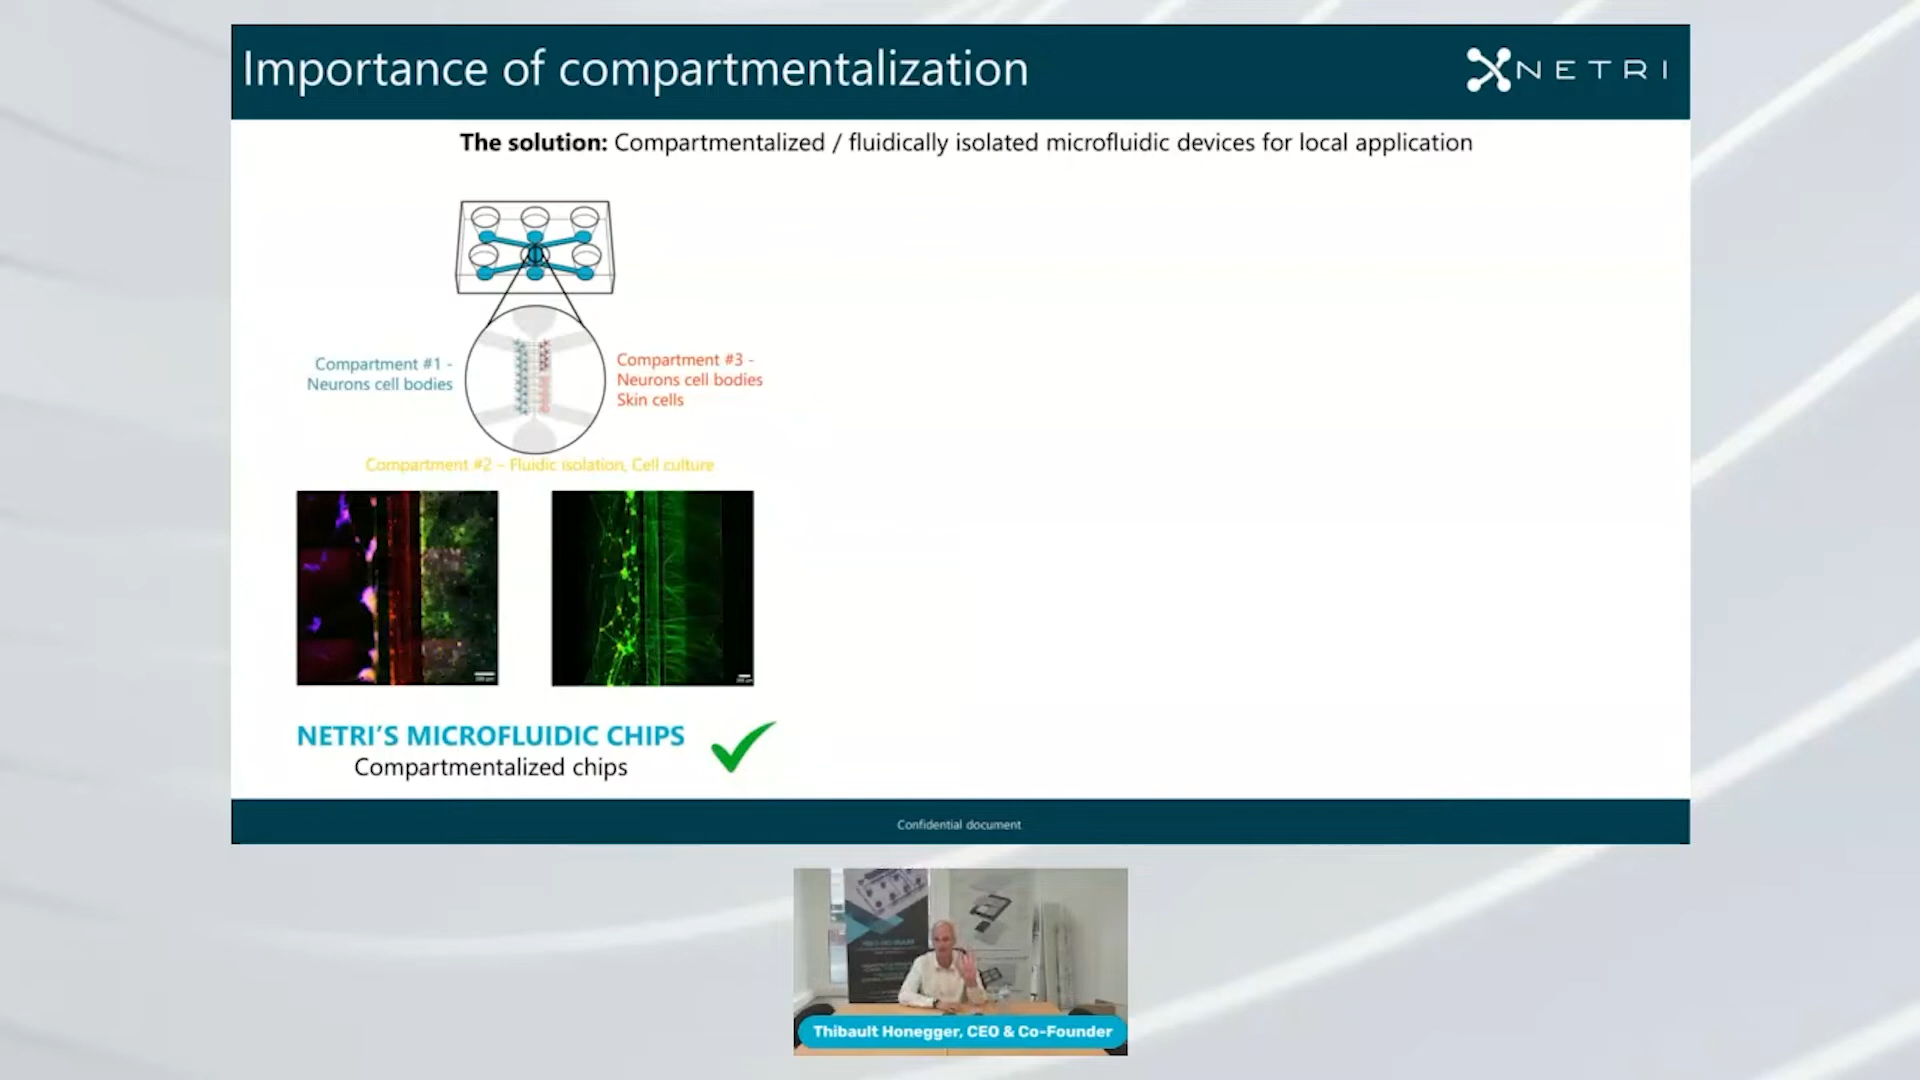 Importance of compartmentalization
NETRI
The solution: Compartmentalized / fluidically isolated microfluidic devices for local application
Compartment #1 -
Neurons cell bodies
Compartment #3 -
Neurons cell bodies
Skin cells
Compartment #2 - Fluidic isolation, Cell culture
NETRI'S MICROFLUIDIC CHIPS
Compartmentalized chips
Confidential document
Thibault Honegger, CEO & Co-Founder